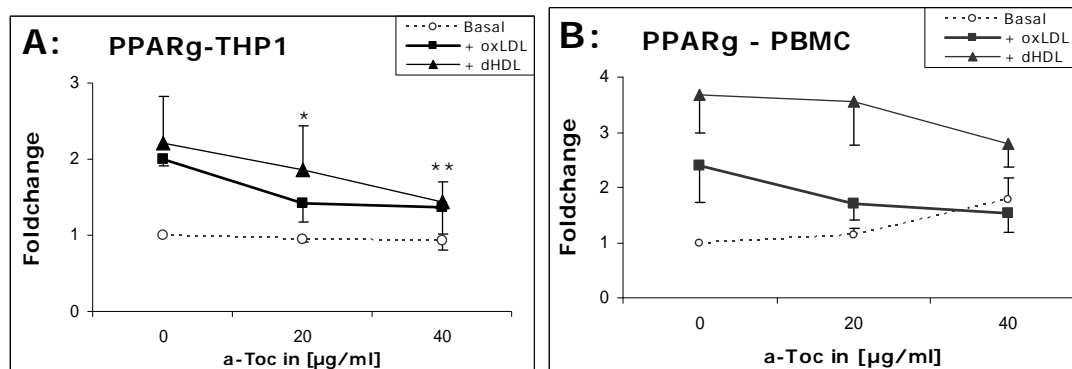 A: PPARg-THP1
Basal
+ oxLDL
+ dHDL
Foldchange
3
2
1
0
*
**
0 20 40
a-Toc in [µg/ml]
B: PPARg - PBMC
Basal
+ oxLDL
+ dHDL
Foldchange
4
3
2
1
0
0 20 40
a-Toc in [µg/ml]